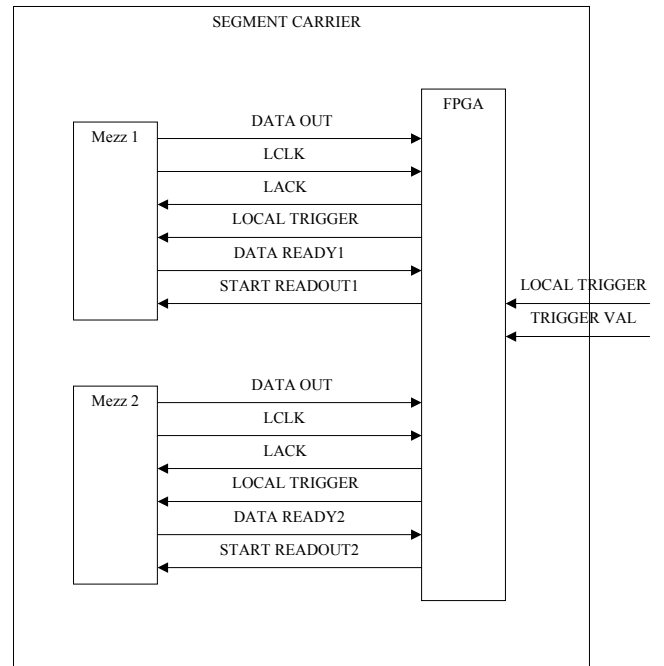 SEGMENT CARRIER
FPGA
Mezz 1
DATA OUT
LCLK
LACK
LOCAL TRIGGER
DATA READY1
START READOUT1
LOCAL TRIGGER
TRIGGER VAL
Mezz 2
DATA OUT
LCLK
LACK
LOCAL TRIGGER
DATA READY2
START READOUT2